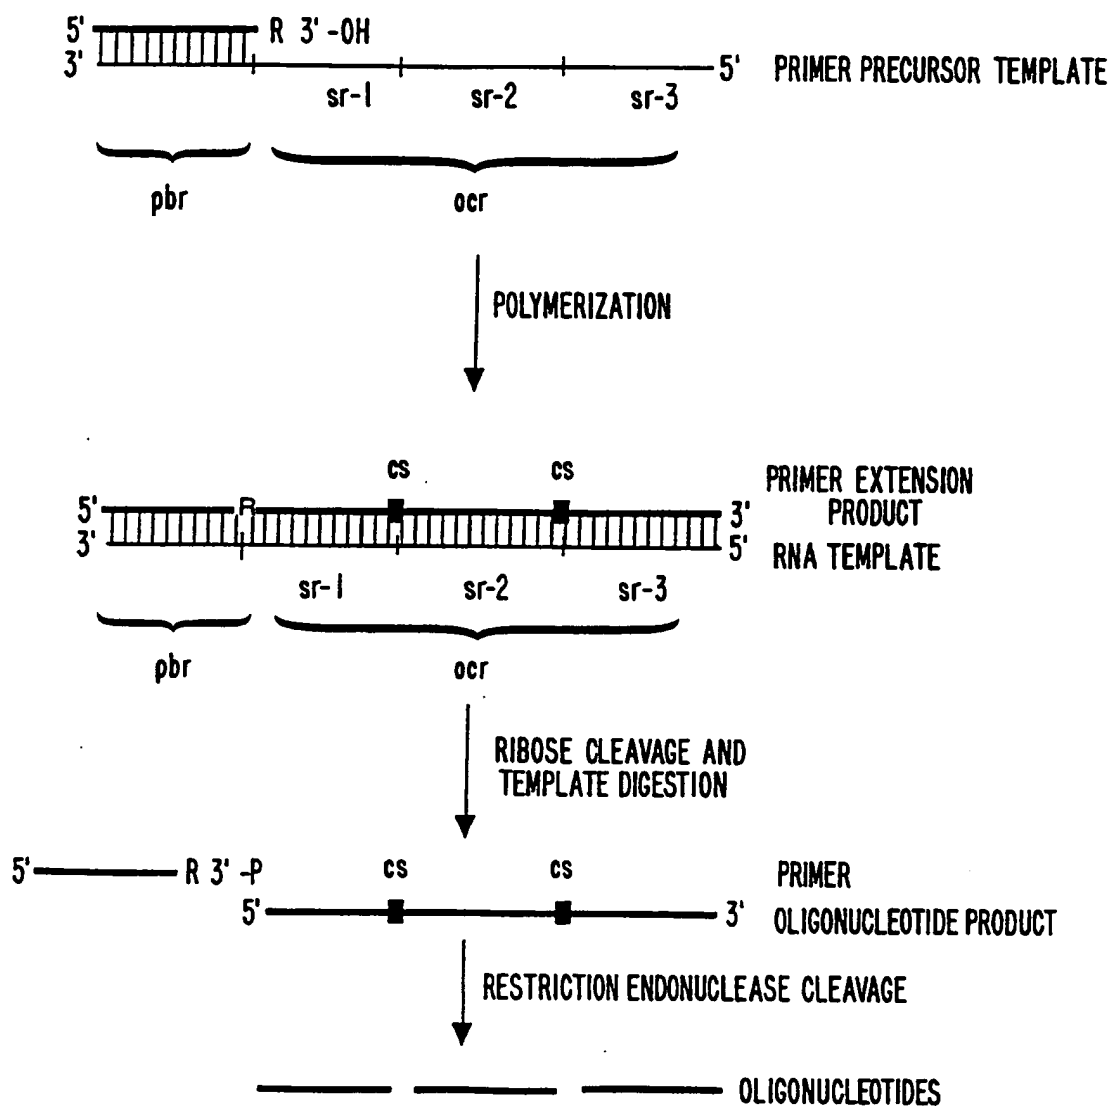 5' R 3'-OH
3' 5' PRIMER PRECURSOR TEMPLATE
sr-1 sr-2 sr-3
pbr ocr
POLYMERIZATION
cs cs
PRIMER EXTENSION
5' R 3' PRODUCT
3' 5' RNA TEMPLATE
sr-1 sr-2 sr-3
pbr ocr
RIBOSE CLEAVAGE AND
TEMPLATE DIGESTION
5' R 3'-P cs cs PRIMER
5' 3' OLIGONUCLEOTIDE PRODUCT
RESTRICTION ENDONUCLEASE CLEAVAGE
OLIGONUCLEOTIDES